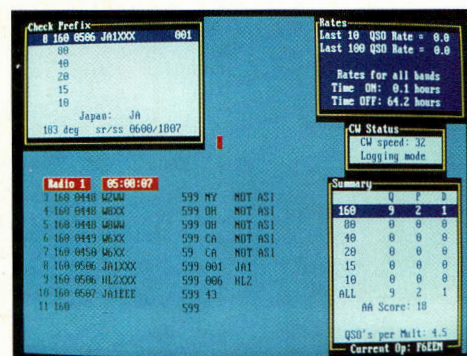 Check Prefix
8 160 0506 JA1XXX 001
80
40
20
15
10
Japan: JA
103 deg sr/ss 0600/1807
Rates
Last 10 QSO Rate = 0.0
Last 100 QSO Rate = 0.0
Rates for all bands
Time ON: 0.1 hours
Time OFF: 64.2 hours
CW Status
CW speed: 32
Logging mode
Radio 1 05:08:07
3 160 0448 W2WW 599 NY NOT ASI
4 160 0448 W8XX 599 OH NOT ASI
5 160 0448 W8WW 599 OH NOT ASI
6 160 0449 W6XX 599 CA NOT ASI
7 160 0450 W6XX 59 CA NOT ASI
8 160 0506 JA1XXX 599 001 JA1
9 160 0506 HL2XXX 599 006 HL2
10 160 0507 JA1EEE 599 43
11 160 599
Summary
Q P D
160 9 2 1
80 0 0 0
40 0 0 0
20 0 0 0
15 0 0 0
10 0 0 0
ALL 9 2 1
AA Score: 18
QSO's per Mult: 4.5
Current Op: F6EEM